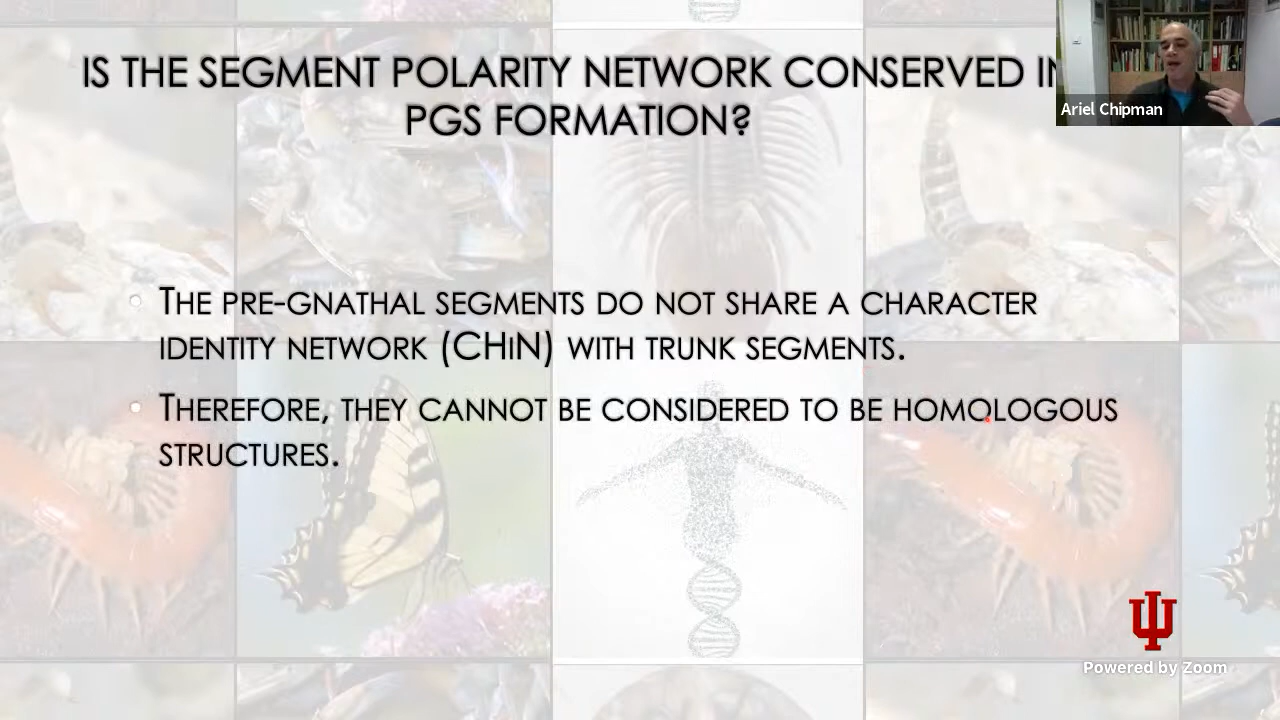 IS THE SEGMENT POLARITY NETWORK CONSERVED IN
PGS FORMATION?
Ariel Chipman
THE PRE-GNATHAL SEGMENTS DO NOT SHARE A CHARACTER
IDENTITY NETWORK (CHiN) WITH TRUNK SEGMENTS.
THEREFORE, THEY CANNOT BE CONSIDERED TO BE HOMOLOGOUS
STRUCTURES.
Powered by Zoom